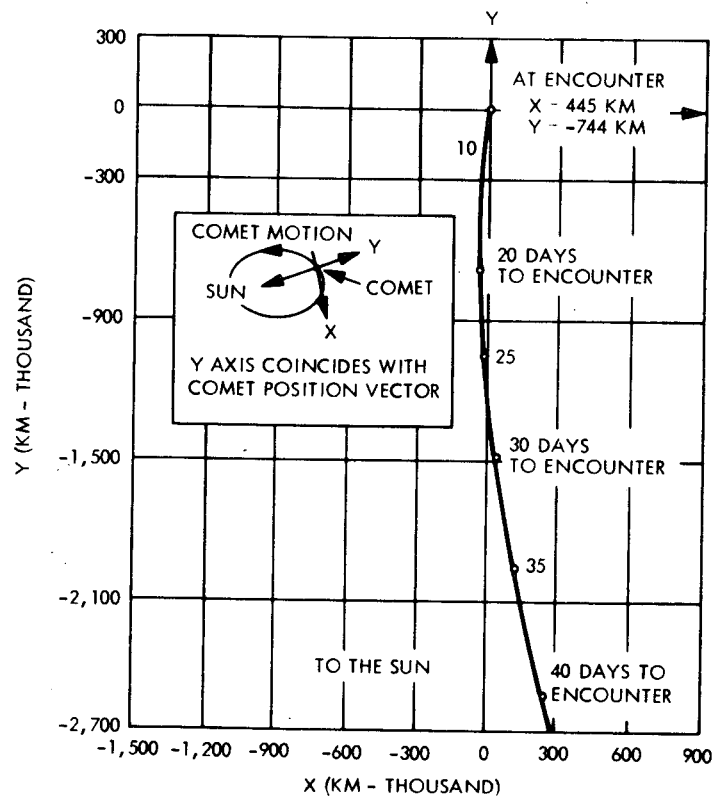 Y
300
0
-300
-900
-1,500
-2,100
-2,700
Y (KM - THOUSAND)
AT ENCOUNTER
X - 445 KM
Y - -744 KM
10
20 DAYS
TO ENCOUNTER
25
30 DAYS
TO ENCOUNTER
35
40 DAYS TO
ENCOUNTER
COMET MOTION
Y
SUN
COMET
X
Y AXIS COINCIDES WITH
COMET POSITION VECTOR
TO THE SUN
-1,500 -1,200 -900 -600 -300 0 300 600 900
X (KM - THOUSAND)